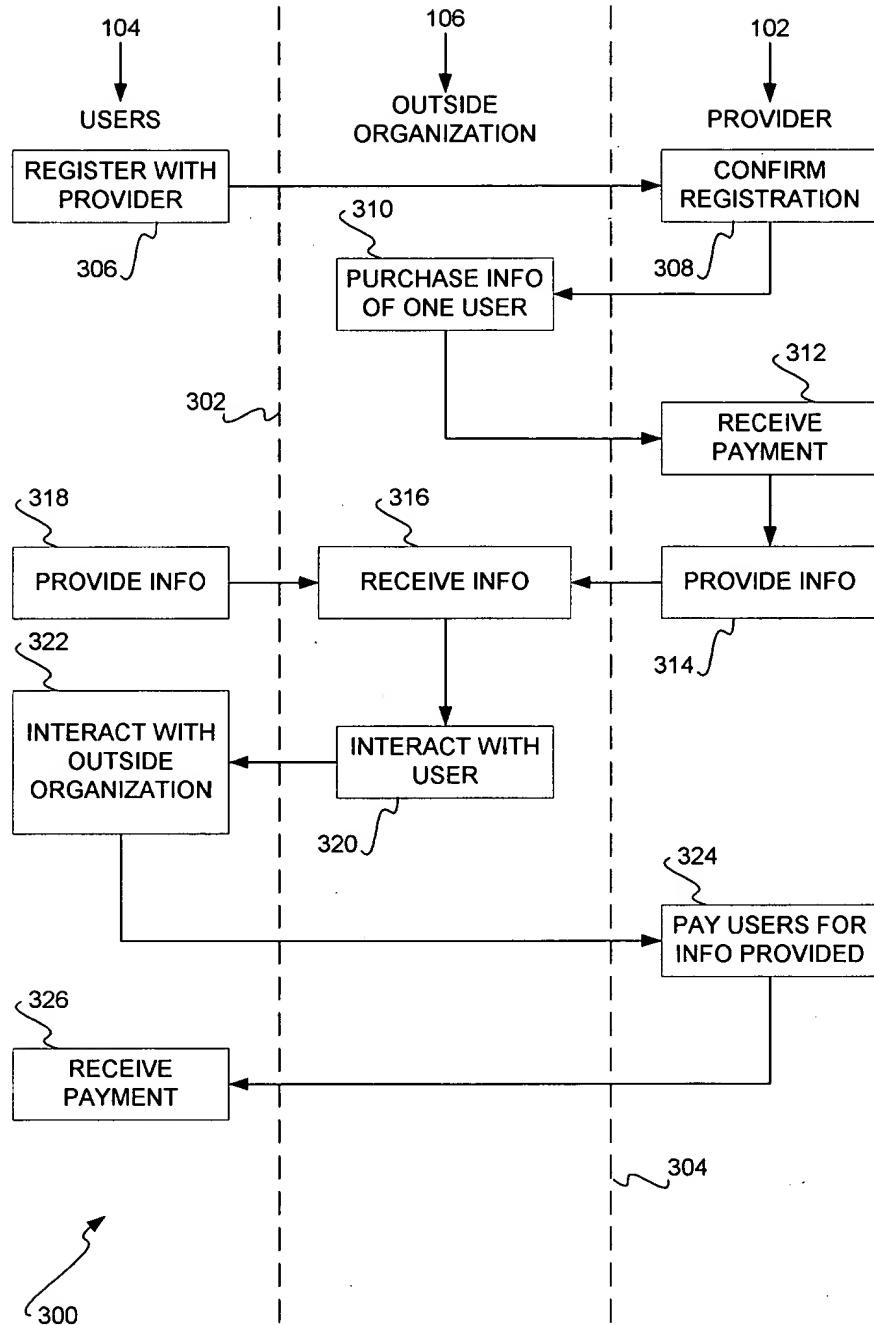 104
106
102
USERS
OUTSIDE
ORGANIZATION
PROVIDER
REGISTER WITH
PROVIDER
CONFIRM
REGISTRATION
306
310
308
PURCHASE INFO
OF ONE USER
302
312
RECEIVE
PAYMENT
318
316
PROVIDE INFO
RECEIVE INFO
PROVIDE INFO
322
314
INTERACT WITH
OUTSIDE
ORGANIZATION
INTERACT WITH
USER
320
324
PAY USERS FOR
INFO PROVIDED
326
RECEIVE
PAYMENT
304
300